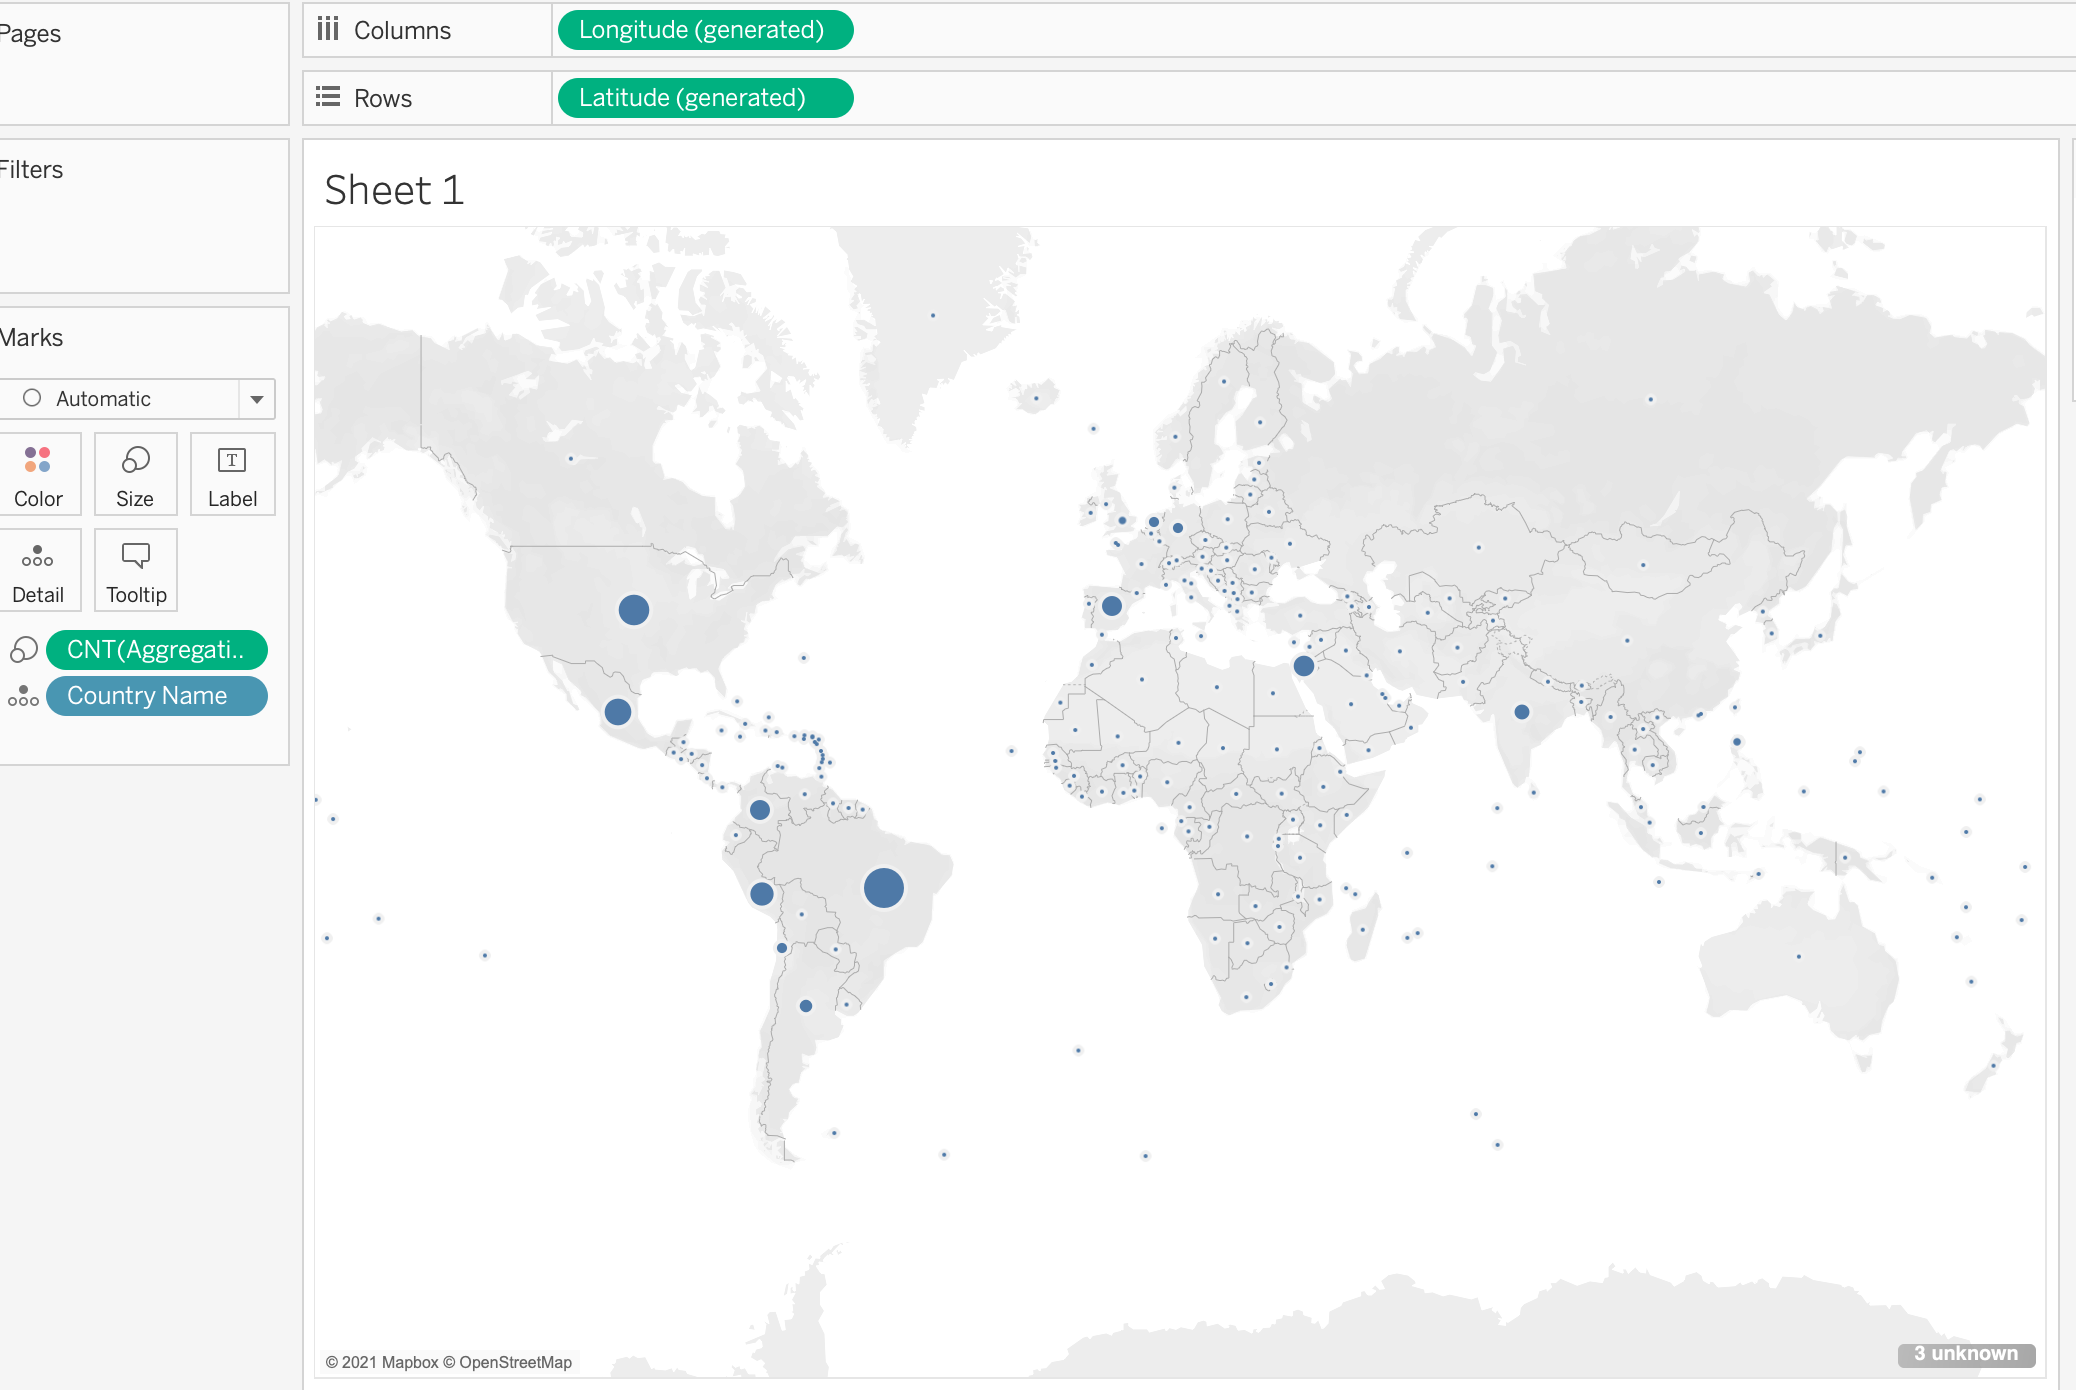 Pages
Columns
Longitude (generated)
Rows
Latitude (generated)
Filters
Sheet 1
Marks
Automatic
Color
Size
T
Label
Detail
Tooltip
CNT(Aggregati..
Country Name
© 2021 Mapbox © OpenStreetMap
3 unknown